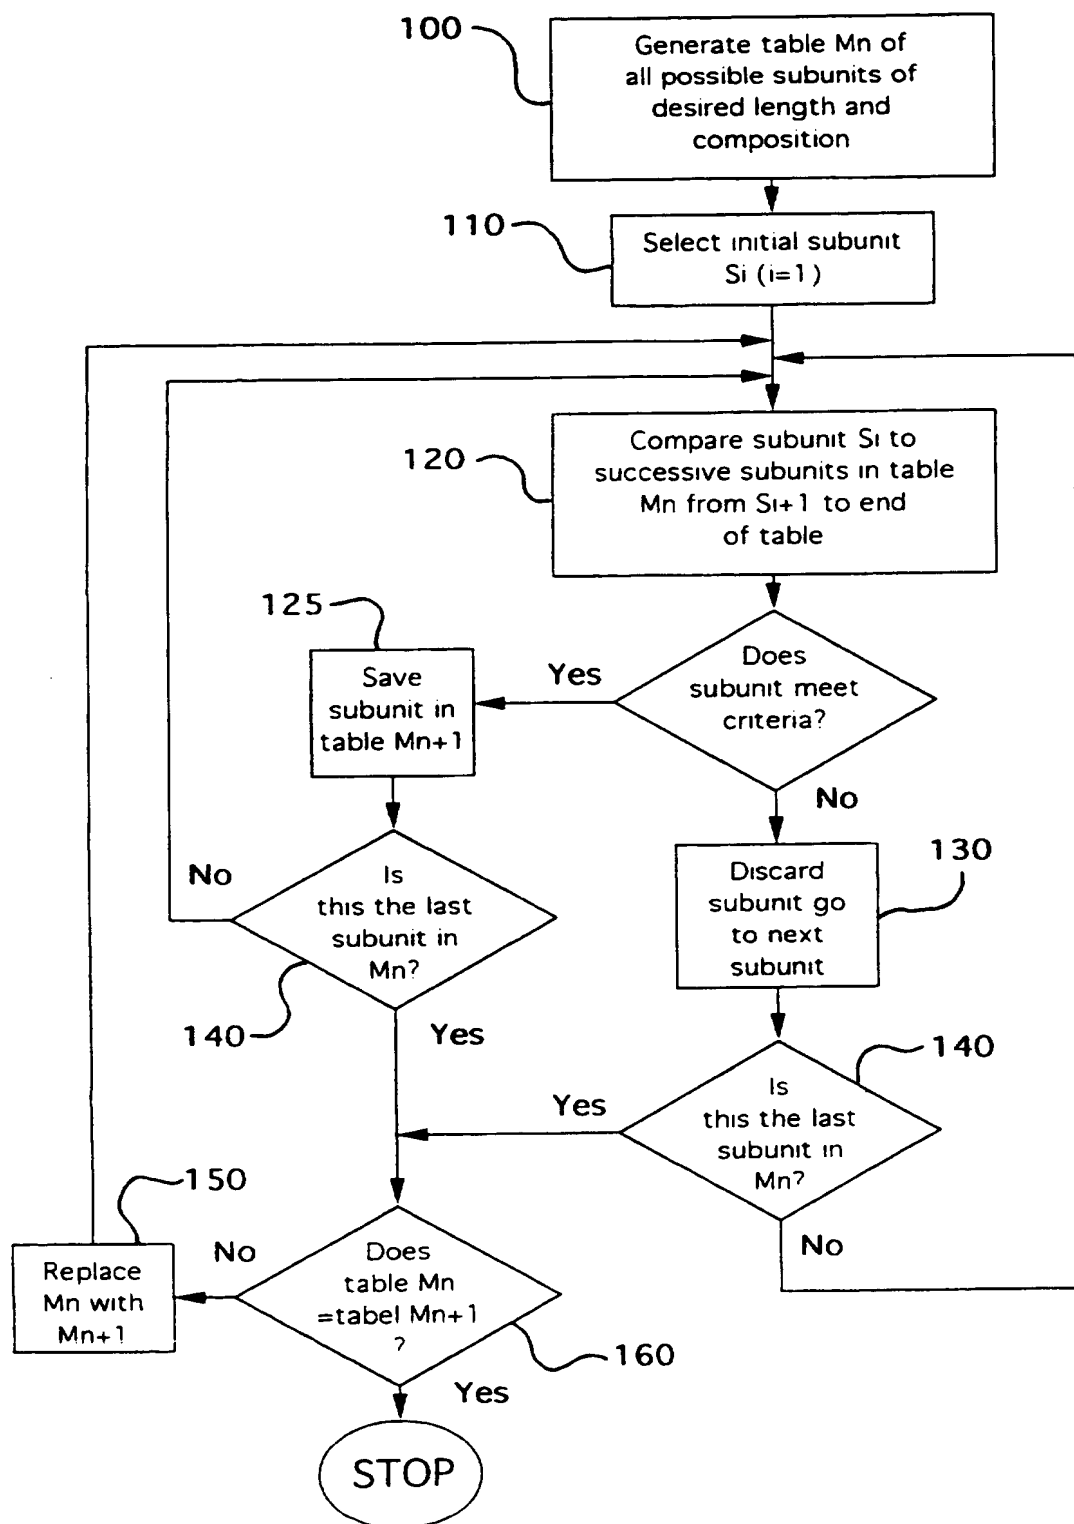 100
Generate table Mn of
all possible subunits of
desired length and
composition
110
Select initial subunit
Si (i=1)
120
Compare subunit Si to
successive subunits in table
Mn from Si+1 to end
of table
125
Save
subunit in
table Mn+1
Yes
Does
subunit meet
criteria?
No
No
Is
this the last
subunit in
Mn?
140
Yes
Discard
subunit go
to next
subunit
130
140
Yes
Is
this the last
subunit in
Mn?
No
150
Replace
Mn with
Mn+1
No
Does
table Mn
=tabel Mn+1
?
160
Yes
STOP